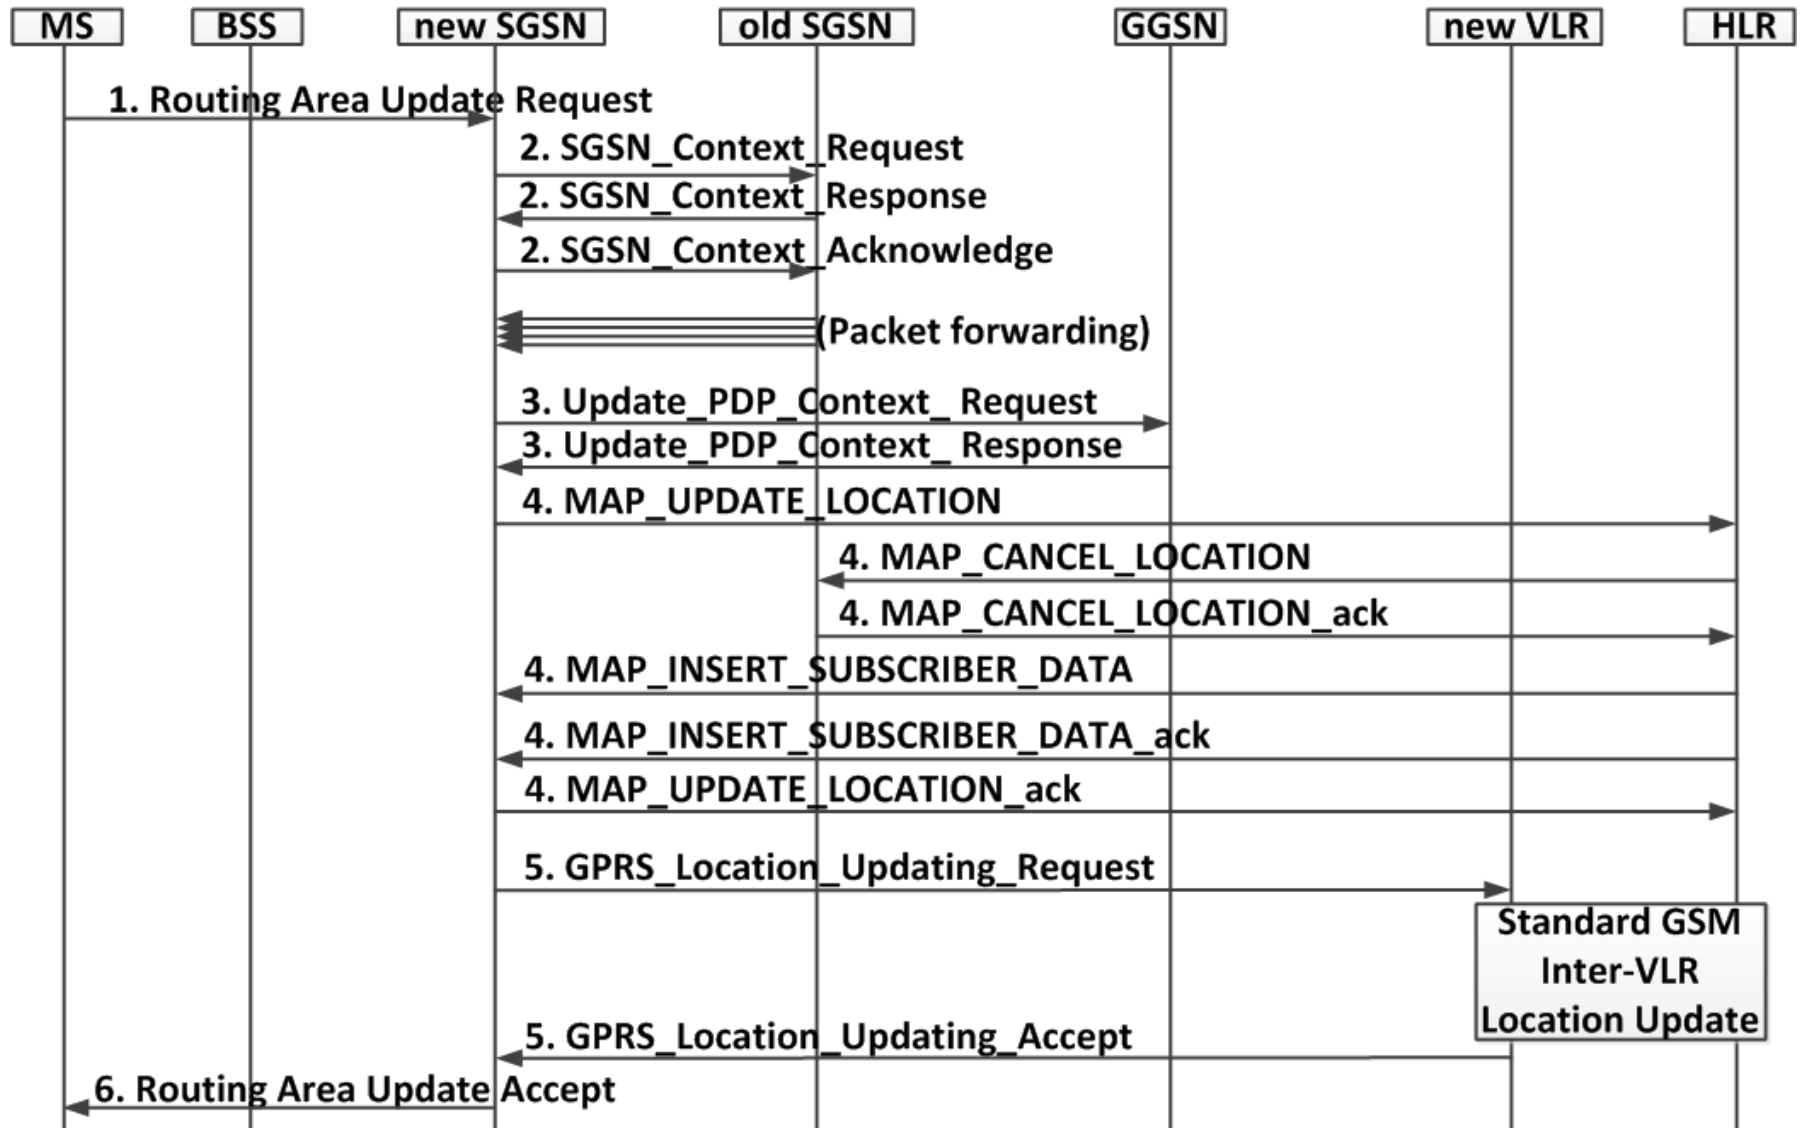 MS BSS new SGSN old SGSN GGSN new VLR HLR
1. Routing Area Update Request
2. SGSN_Context_Request
2. SGSN_Context_Response
2. SGSN_Context_Acknowledge
(Packet forwarding)
3. Update_PDP_Context_ Request
3. Update_PDP_Context_ Response
4. MAP_UPDATE_LOCATION
4. MAP_CANCEL_LOCATION
4. MAP_CANCEL_LOCATION_ack
4. MAP_INSERT_SUBSCRIBER_DATA
4. MAP_INSERT_SUBSCRIBER_DATA_ack
4. MAP_UPDATE_LOCATION_ack
5. GPRS_Location_Updating_Request
Standard GSM
Inter-VLR
Location Update
5. GPRS_Location_Updating_Accept
6. Routing Area Update Accept